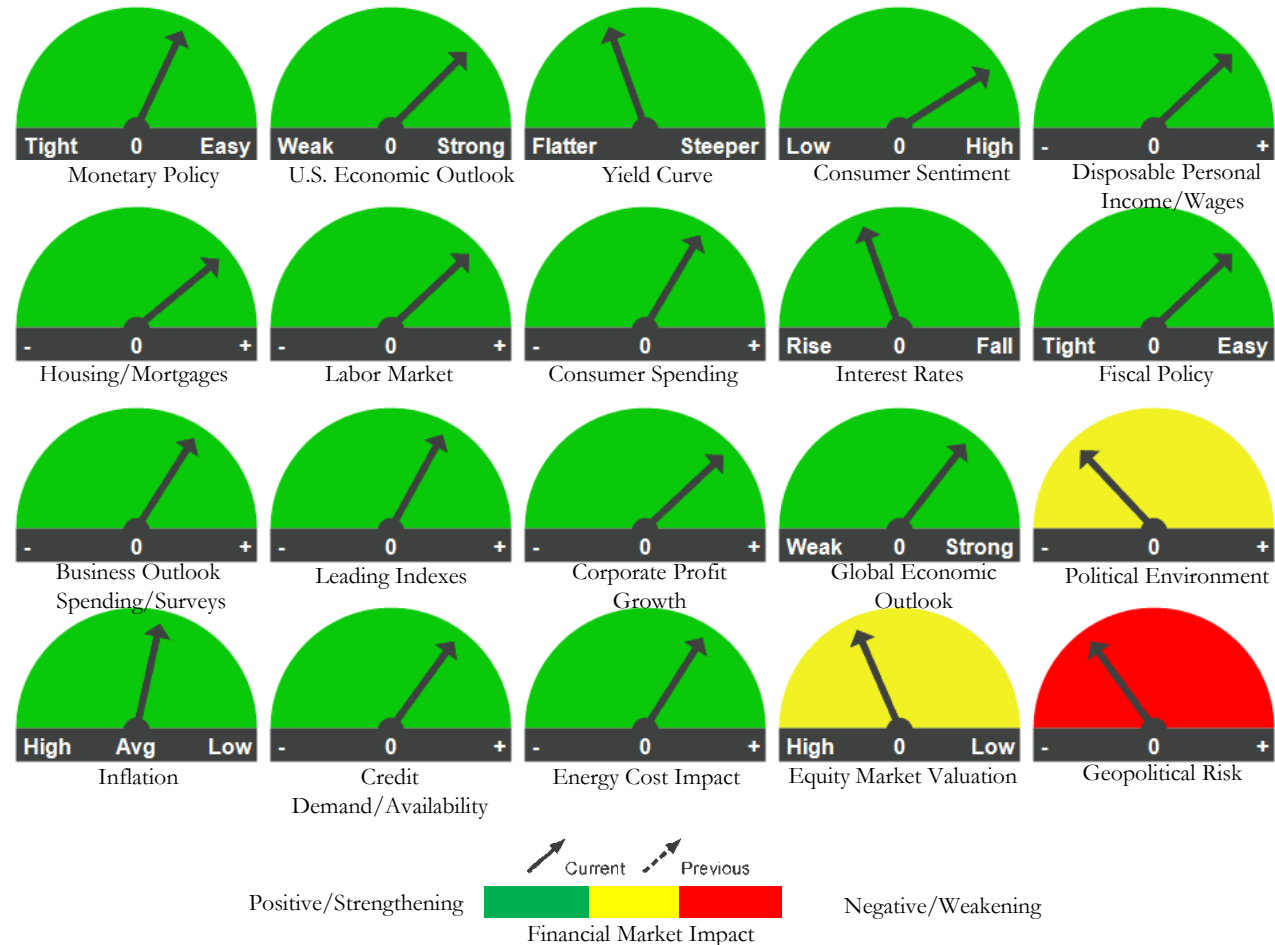 Tight 0 Easy
Monetary Policy
Weak 0 Strong
U.S. Economic Outlook
Flatter Steeper
Yield Curve
Low 0 High
Consumer Sentiment
- 0 +
Disposable Personal
Income/Wages
- 0 +
Housing/Mortgages
- 0 +
Labor Market
- 0 +
Consumer Spending
Rise 0 Fall
Interest Rates
Tight 0 Easy
Fiscal Policy
- 0 +
Business Outlook
Spending/Surveys
- 0 +
Leading Indexes
- 0 +
Corporate Profit
Growth
Weak 0 Strong
Global Economic
Outlook
- 0 +
Political Environment
High Avg Low
Inflation
- 0 +
Credit
Demand/Availability
- 0 +
Energy Cost Impact
High 0 Low
Equity Market Valuation
- 0 +
Geopolitical Risk
Current Previous
Positive/Strengthening Negative/Weakening
Financial Market Impact